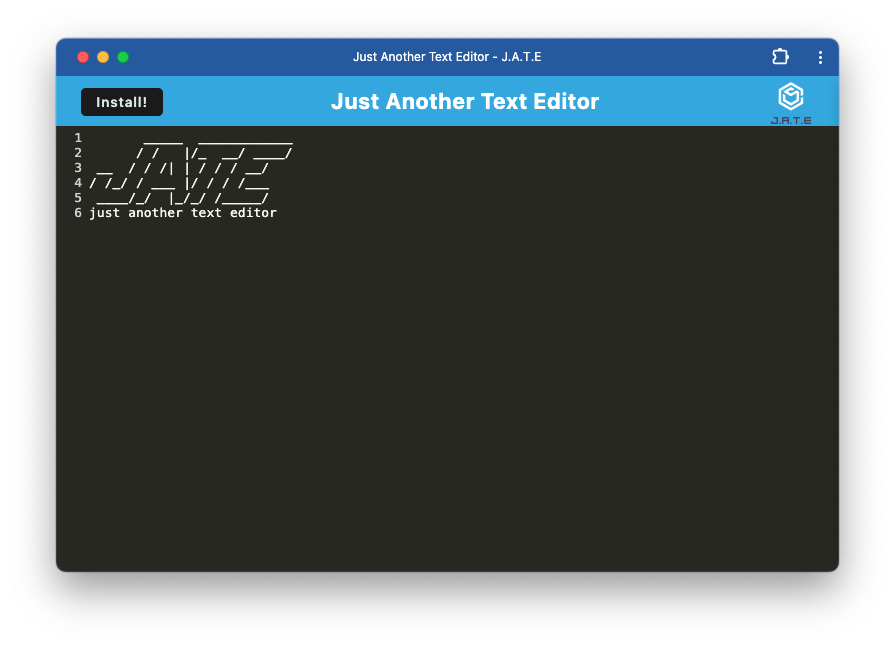 Just Another Text Editor - J.A.T.E
Install!
Just Another Text Editor
J.A.T.E
1        _____  ____________
2       / /   |/_  __/ ____/
3  __  / / /| | / / / __/
4 / /_/ / ___ |/ / / /___
5  ____/_/  |_/_/ /_____/
6 just another text editor